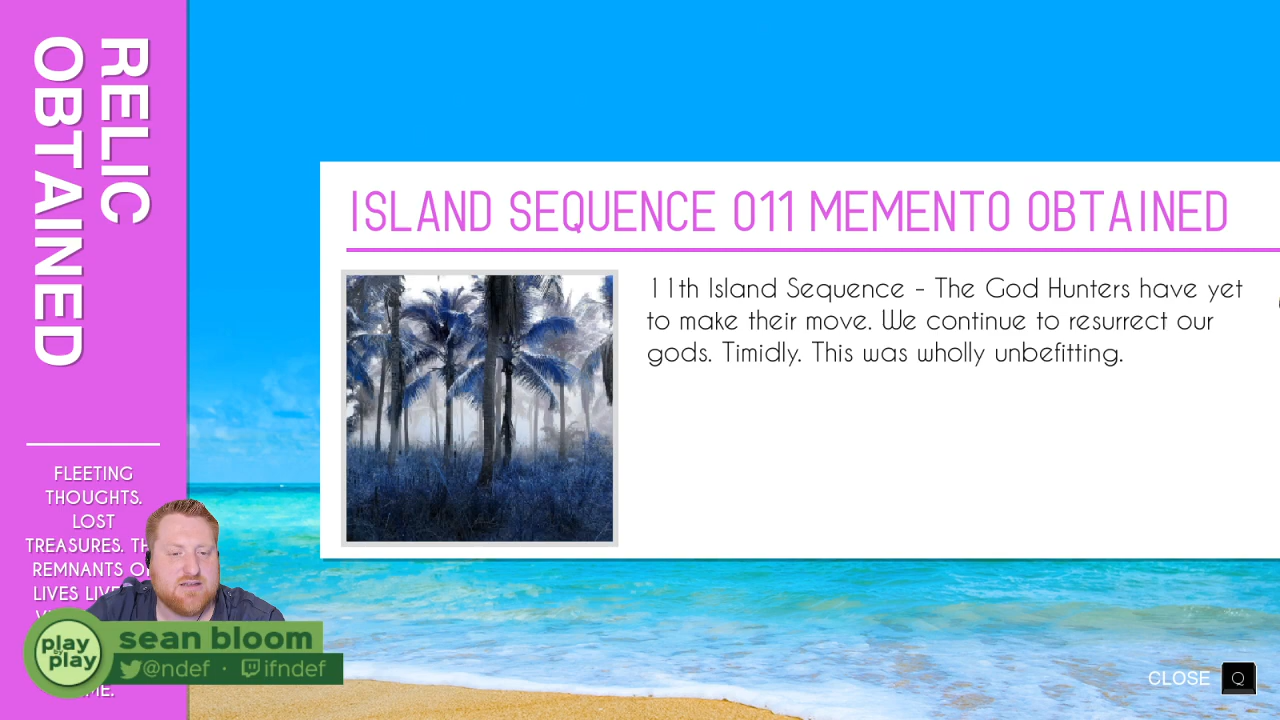 RELIC
OBTAINED
FLEETING
THOUGHTS.
LOST
TREASURES.
REMNANTS
LIVES
ISLAND SEQUENCE 011 MEMENTO OBTAINED
11th Island Sequence - The God Hunters have yet
to make their move. We continue to resurrect our
gods. Timidly. This was wholly unbefitting.
play
by
play
sean bloom
@ndef · ifndef
CLOSE Q